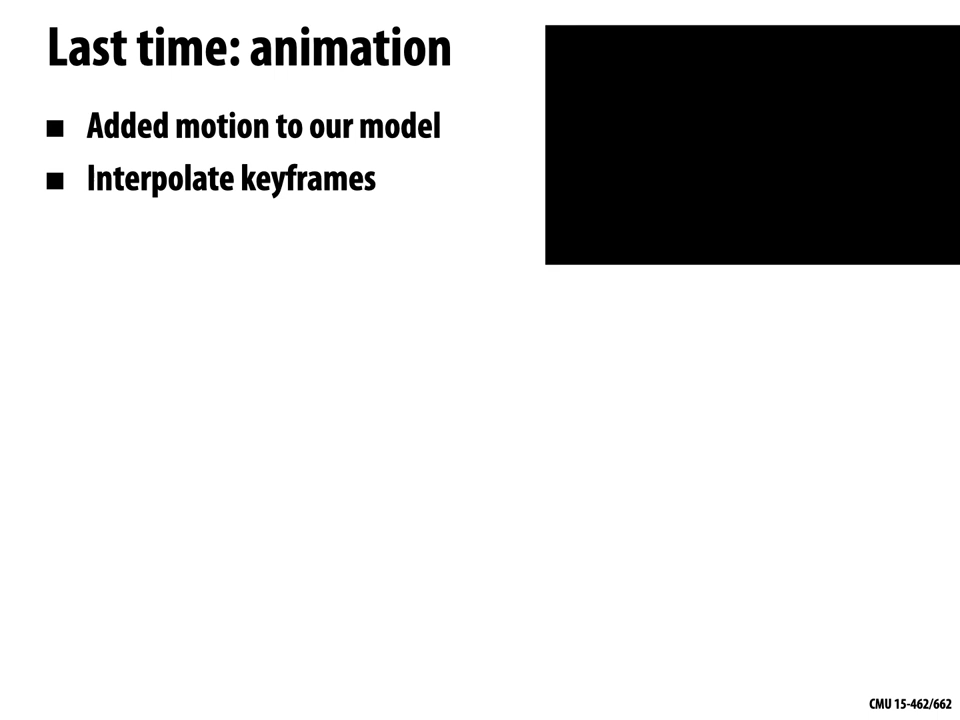 Last time: animation
Added motion to our model
Interpolate keyframes
CMU 15-462/662